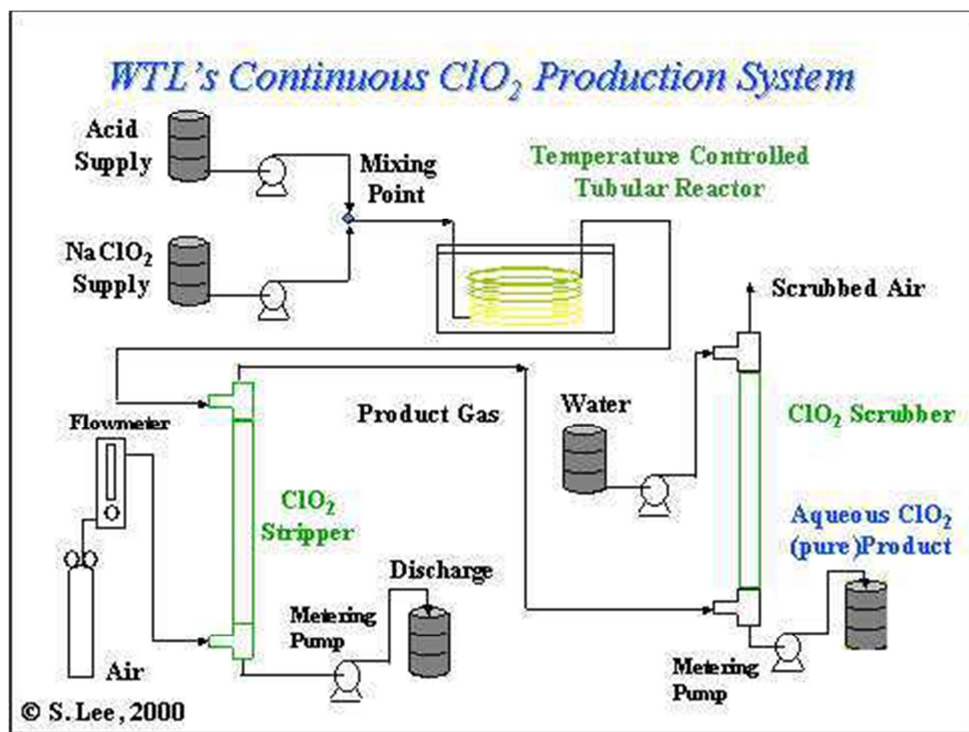 WTL's Continuous ClO₂ Production System
Acid
Supply
Mixing
Point
Temperature Controlled
Tubular Reactor
NaClO₂
Supply
Scrubbed Air
Flowmeter
Product Gas
Water
ClO₂ Scrubber
ClO₂
Stripper
Aqueous ClO₂
(pure)Product
Discharge
Metering
Pump
Air
Metering
Pump
© S. Lee, 2000